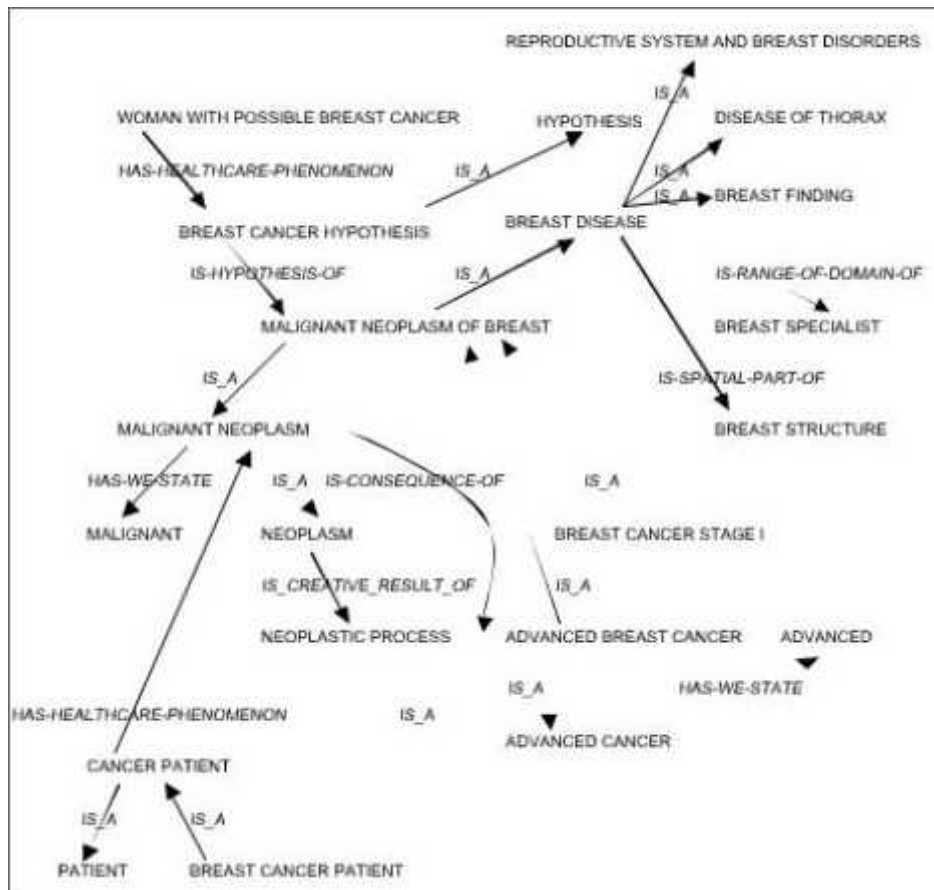 REPRODUCTIVE SYSTEM AND BREAST DISORDERS
IS_A
WOMAN WITH POSSIBLE BREAST CANCER
HYPOTHESIS
DISEASE OF THORAX
HAS-HEALTHCARE-PHENOMENON
IS_A
IS_A
IS_A
BREAST FINDING
BREAST CANCER HYPOTHESIS
BREAST DISEASE
IS-HYPOTHESIS-OF
IS_A
IS-RANGE-OF-DOMAIN-OF
MALIGNANT NEOPLASM OF BREAST
BREAST SPECIALIST
IS_A
IS-SPATIAL-PART-OF
MALIGNANT NEOPLASM
BREAST STRUCTURE
HAS-WE-STATE
IS_A
IS-CONSEQUENCE-OF
IS_A
MALIGNANT
NEOPLASM
BREAST CANCER STAGE I
IS_CREATIVE_RESULT_OF
IS_A
NEOPLASTIC PROCESS
ADVANCED BREAST CANCER
ADVANCED
IS_A
HAS-WE-STATE
HAS-HEALTHCARE-PHENOMENON
IS_A
ADVANCED CANCER
CANCER PATIENT
IS_A
IS_A
PATIENT
BREAST CANCER PATIENT